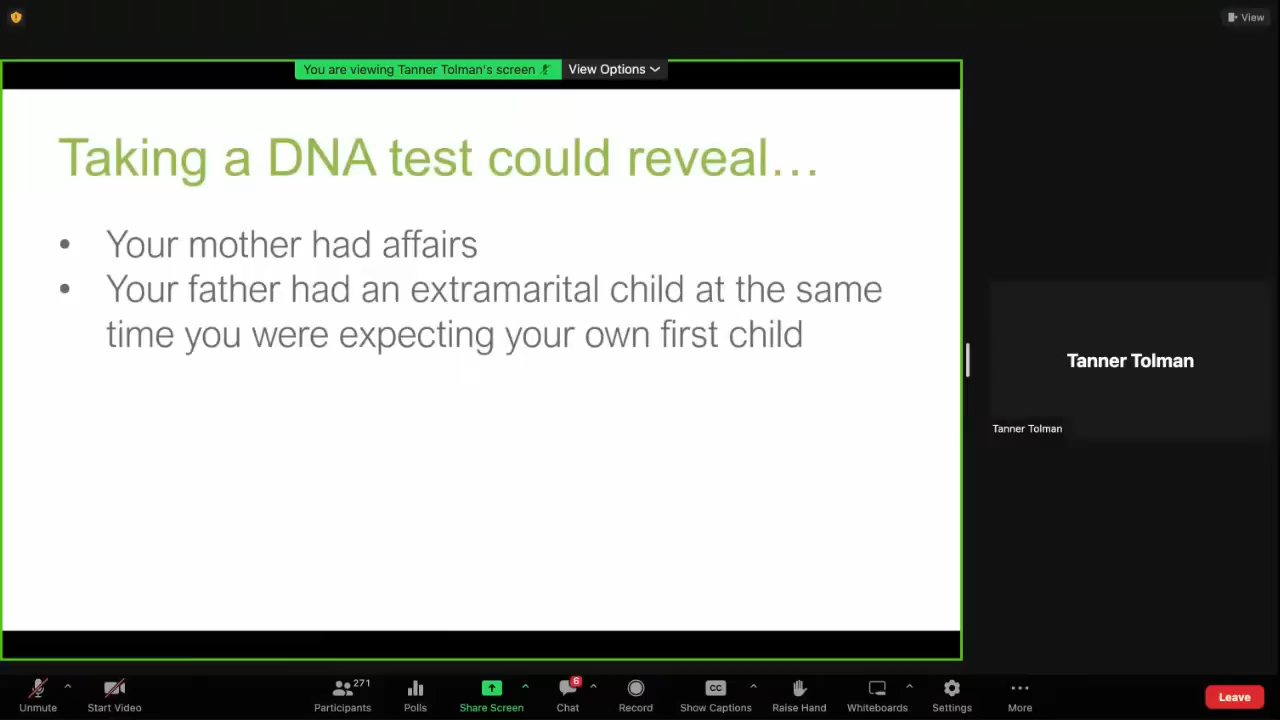 View
You are viewing Tanner Tolman's screen
View Options
Taking a DNA test could reveal…
• Your mother had affairs
• Your father had an extramarital child at the same
time you were expecting your own first child
Tanner Tolman
Tanner Tolman
271
6
CC
Unmute
Start Video
Participants
Polls
Share Screen
Chat
Record
Show Captions
Raise Hand
Whiteboards
Settings
More
Leave